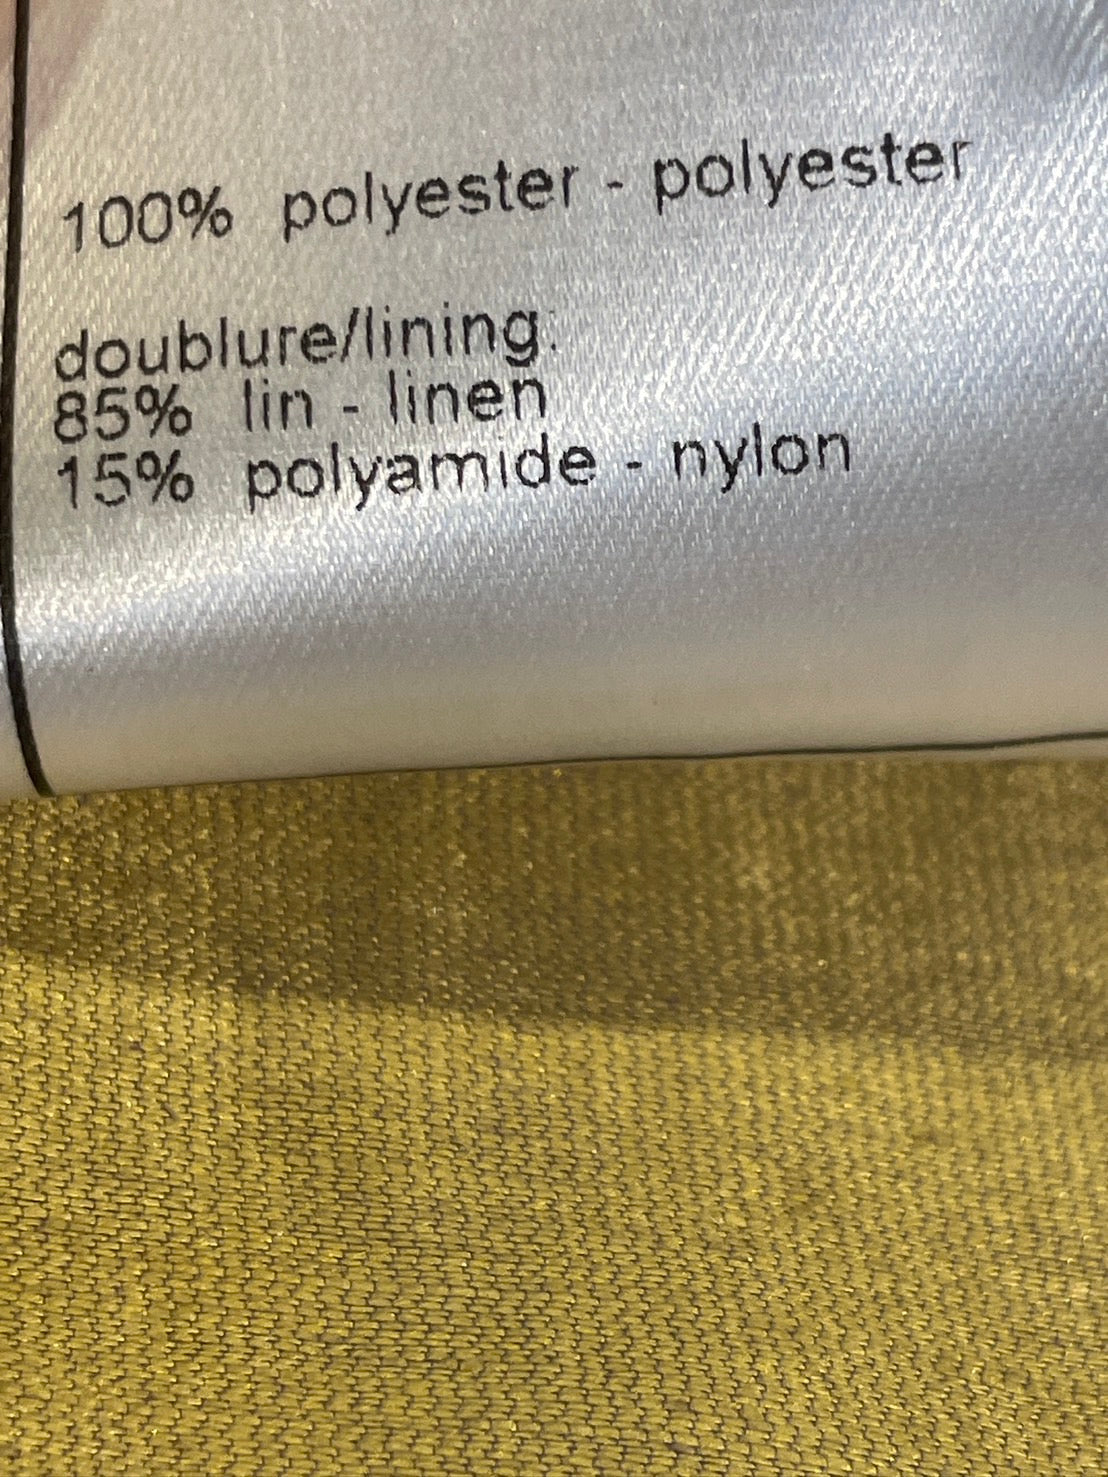 100% polyester - polyester
doublure/lining:
85% lin - linen
15% polyamide - nylon